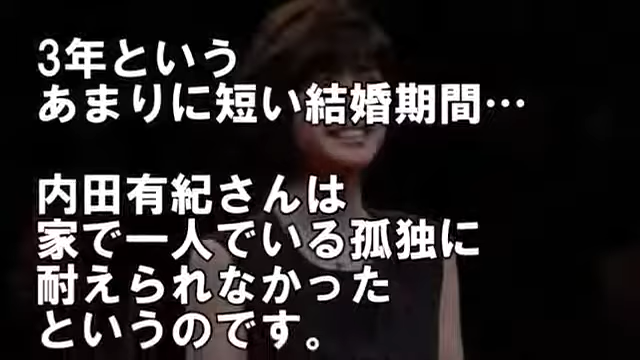 3年という
あまりに短い結婚期間…
内田有紀さんは
家で一人でいる孤独に
耐えられなかった
というのです。